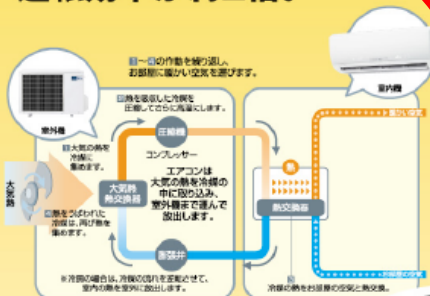 1～4の作動を繰り返し、
お部屋に暖かい空気を運びます。
室外機
室内機
2熱を吸収した冷媒を
圧縮してさらに高温にします。
圧縮機
コンプレッサー
1大気の熱を
冷媒に
集めます。
大気熱
大気熱
熱交換器
エアコンは
大気の熱を冷媒の
中に取り込み、
室外機まで運んで
放出します。
熱
熱交換器
4熱をうばわれた
冷媒は、再び熱を
集めます。
膨張弁
お部屋の空気
※冷房の場合は、冷媒の流れを逆転させて、
室内の熱を室外に放出します。
冷媒の熱をお部屋の空気と熱交換。